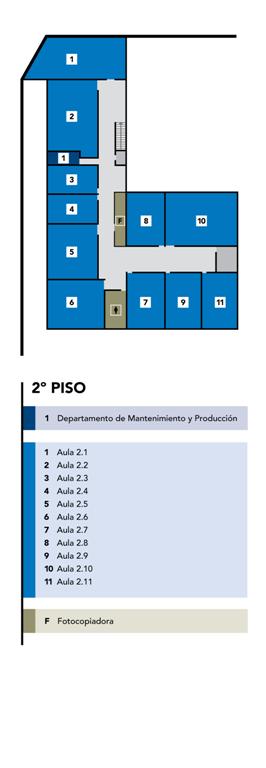 1
2
1
3
4
F
8
10
5
6
7
9
11
2º PISO
1 Departamento de Mantenimiento y Producción
1 Aula 2.1
2 Aula 2.2
3 Aula 2.3
4 Aula 2.4
5 Aula 2.5
6 Aula 2.6
7 Aula 2.7
8 Aula 2.8
9 Aula 2.9
10 Aula 2.10
11 Aula 2.11
F Fotocopiadora